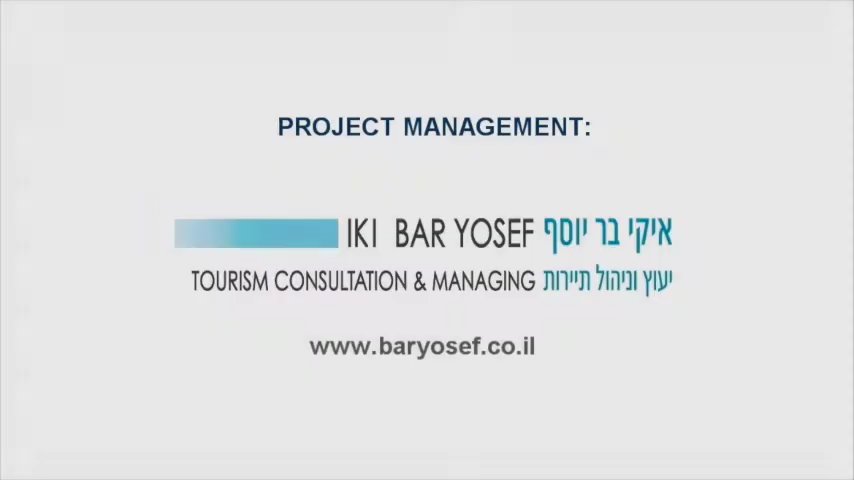 PROJECT MANAGEMENT:
IKI BAR YOSEF איקי בר יוסף
TOURISM CONSULTATION & MANAGING יעוץ וניהול תיירות
www.baryosef.co.il